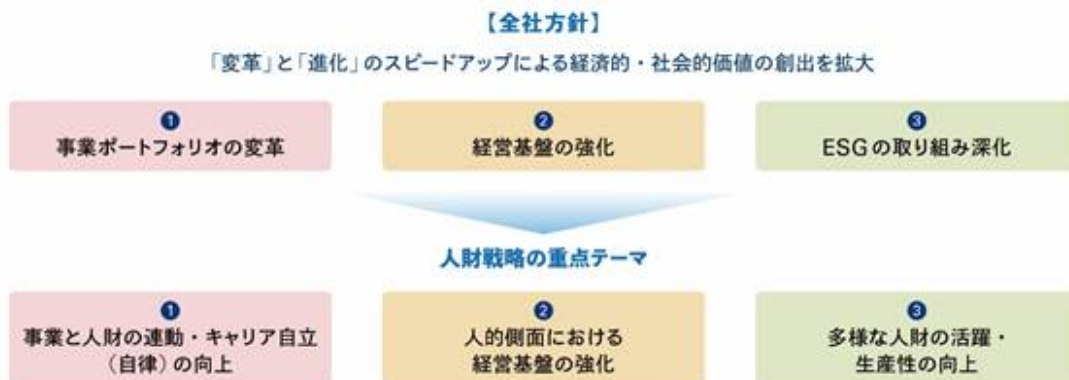 【全社方針】
「変革」と「進化」のスピードアップによる経済的・社会的価値の創出を拡大
❶
事業ポートフォリオの変革
❷
経営基盤の強化
❸
ESGの取り組み深化
人財戦略の重点テーマ
❶
事業と人財の連動・キャリア自立
（自律）の向上
❷
人的側面における
経営基盤の強化
❸
多様な人財の活躍・
生産性の向上